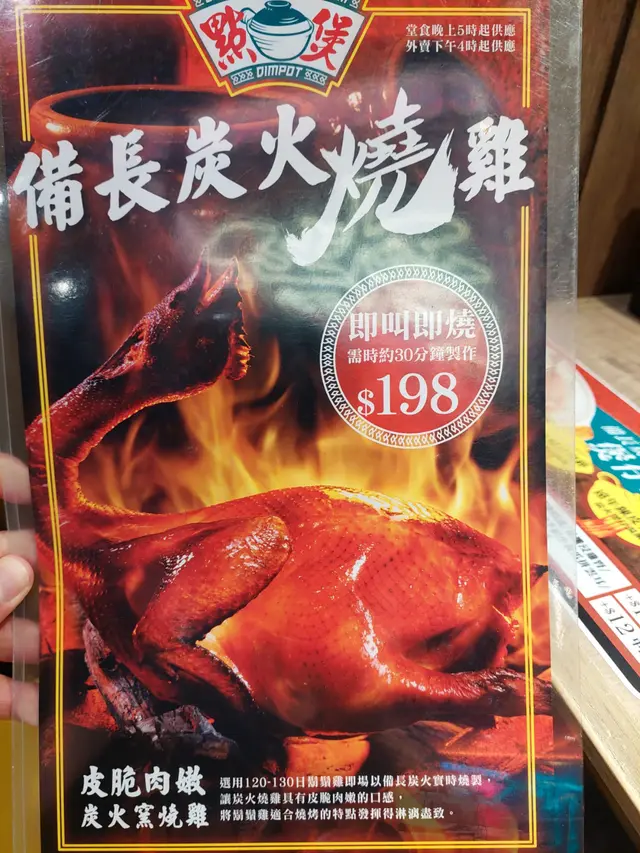 點 煲
DIMPOT
堂食晚上5時起供應
外賣下午4時起供應
備長炭火燒雞
即叫即燒
需時約30分鐘製作
$198
皮脆肉嫩
炭火窯燒雞
選用120-130日鬍鬚雞即場以備長炭火實時燒製，
讓炭火燒雞具有皮脆肉嫩的口感，
將鬍鬚雞適合燒烤的特點發揮得淋漓盡致。
+$12